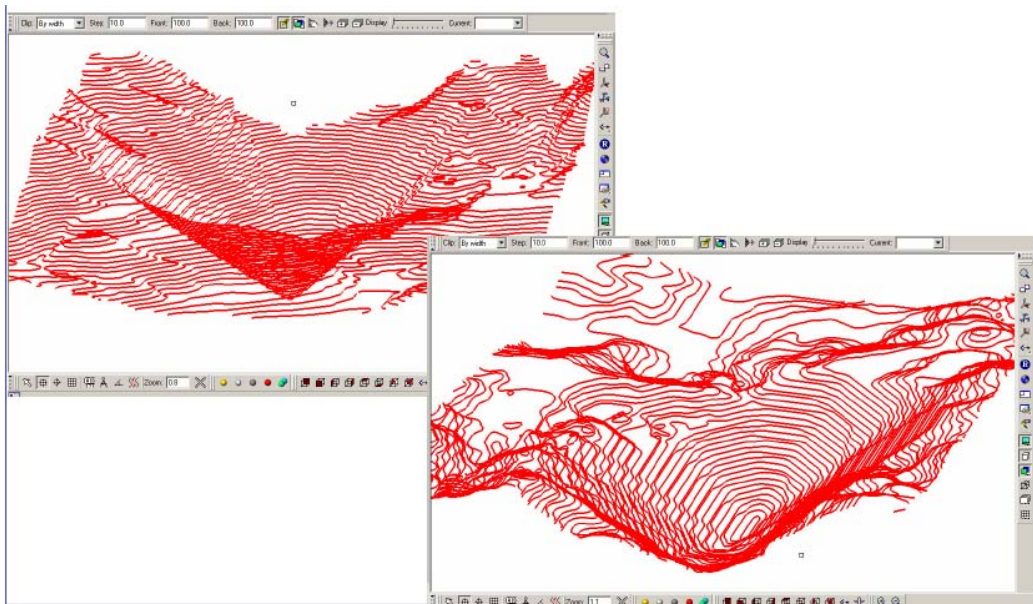 Clip: By width Step: 10.0 Front: 100.0 Back: 100.0 Display Current:
R
Zoom: 0.8
Clip: By width Step: 10.0 Front: 100.0 Back: 100.0 Display Current:
R
Zoom: 1.1